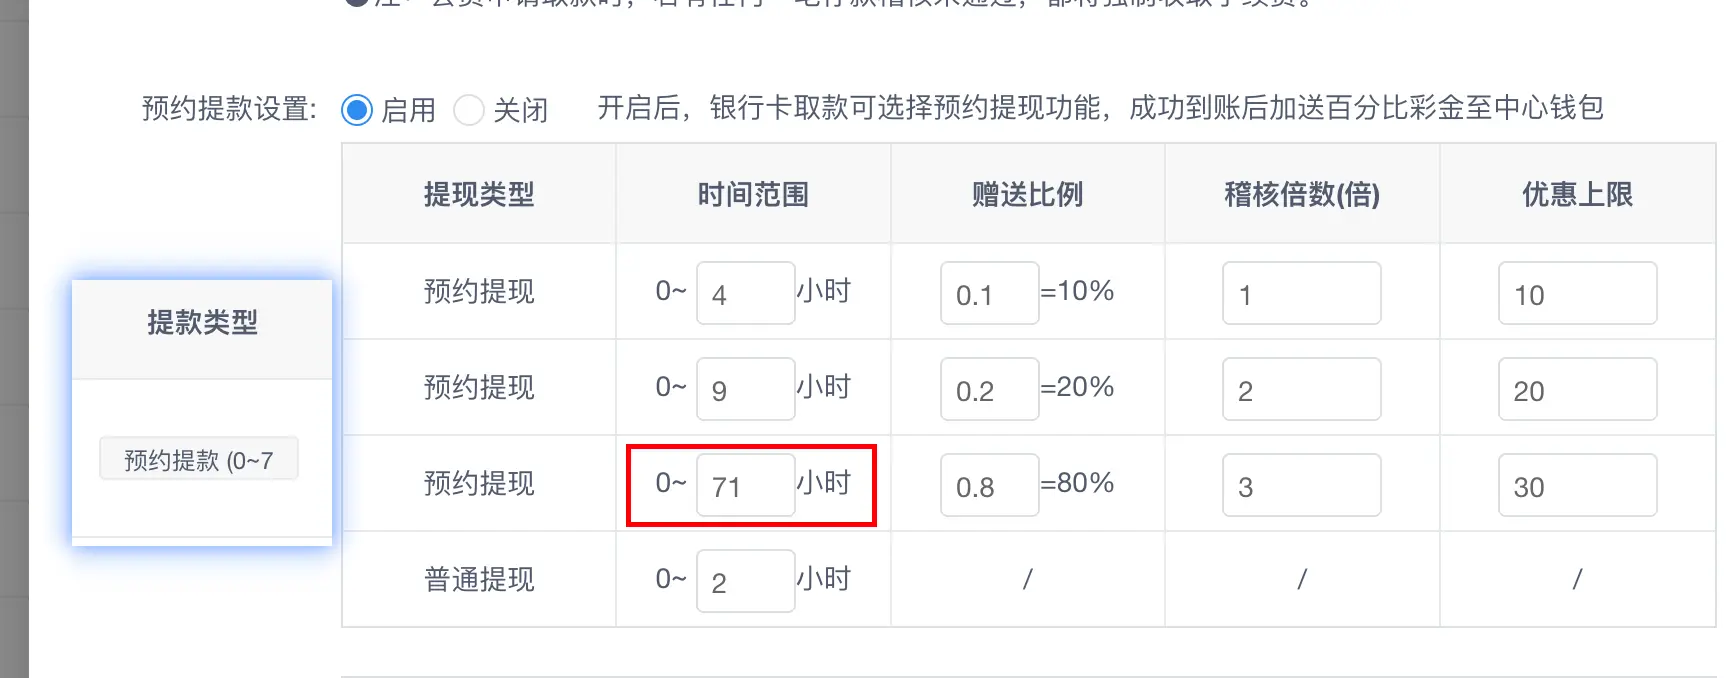 预约提款设置: 启用 关闭 开启后，银行卡取款可选择预约提现功能，成功到账后加送百分比彩金至中心钱包
提现类型 时间范围 赠送比例 稽核倍数(倍) 优惠上限
预约提现 0~ 4 小时 0.1 =10% 1 10
预约提现 0~ 9 小时 0.2 =20% 2 20
预约提现 0~ 71 小时 0.8 =80% 3 30
普通提现 0~ 2 小时 / / /
提款类型
预约提款 (0~7